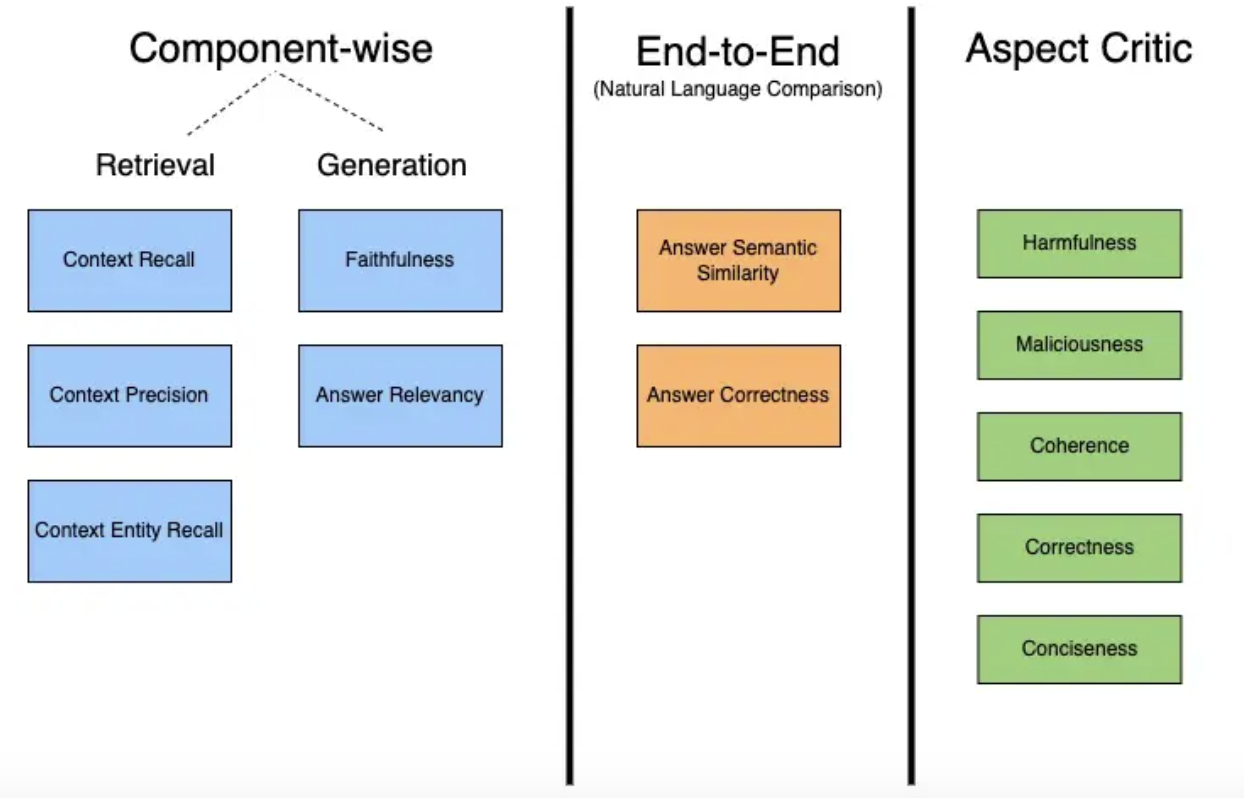 Component-wise
Retrieval
Generation
Context Recall
Faithfulness
Context Precision
Answer Relevancy
Context Entity Recall
End-to-End
(Natural Language Comparison)
Answer Semantic
Similarity
Answer Correctness
Aspect Critic
Harmfulness
Maliciousness
Coherence
Correctness
Conciseness